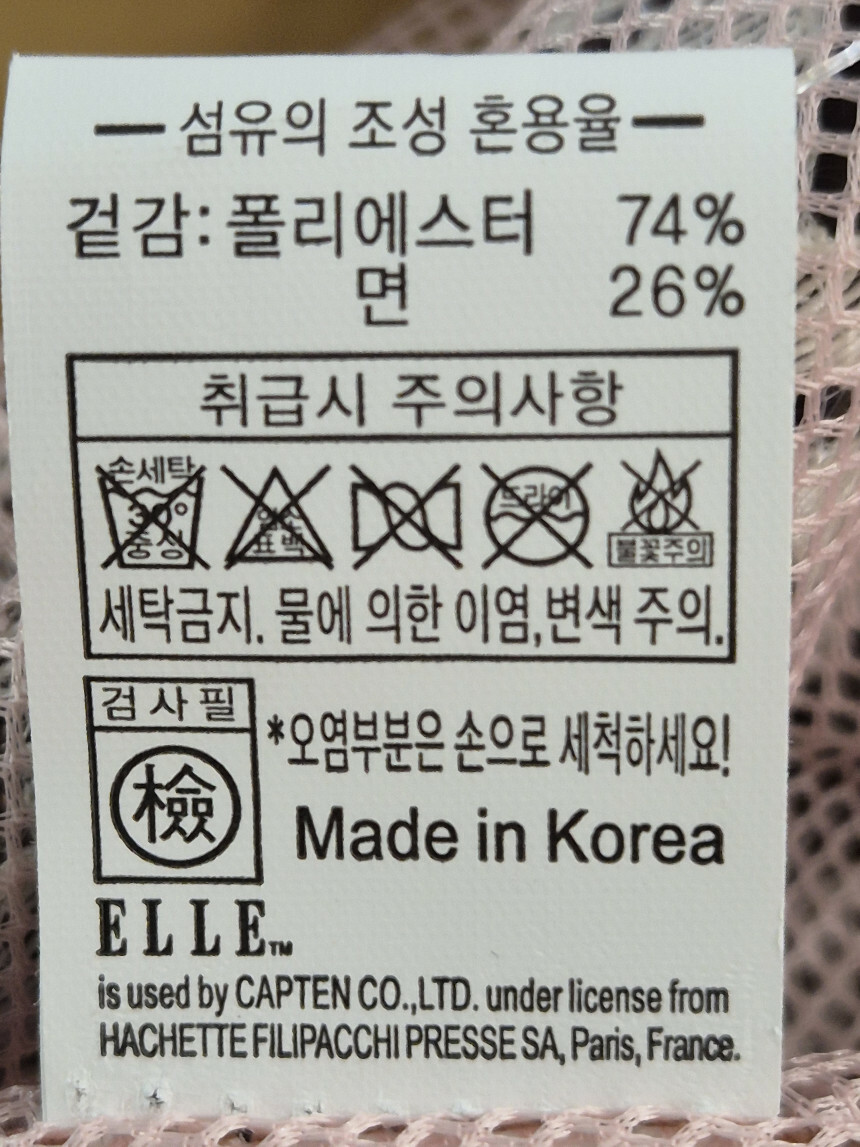 섬유의 조성 혼용율
겉감: 폴리에스터 74%
면 26%
취급시 주의사항
손세탁
30°
중성
염소
표백
드라이
불꽃주의
세탁금지. 물에 의한 이염,변색 주의.
검사필
檢
*오염부분은 손으로 세척하세요!
Made in Korea
ELLE™
is used by CAPTEN CO.,LTD. under license from
HACHETTE FILIPACCHI PRESSE SA, Paris, France.